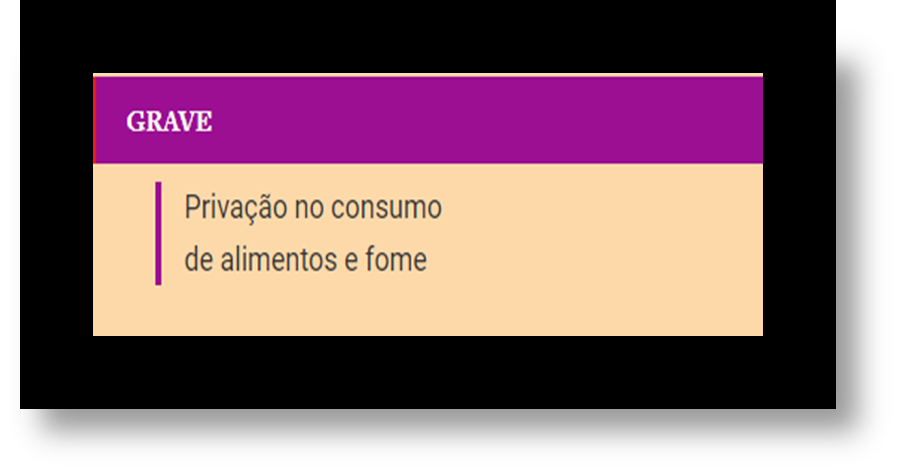 GRAVE
Privação no consumo
de alimentos e fome